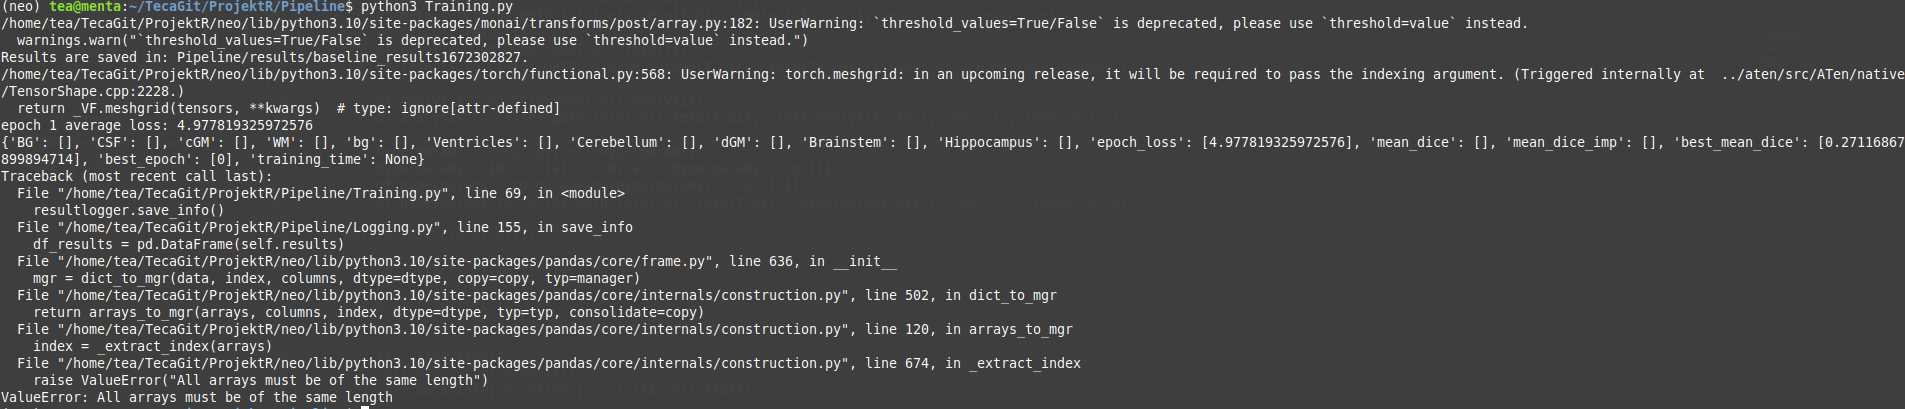 (neo) tea@menta:~/TecaGit/ProjektR/Pipeline$ python3 Training.py
/home/tea/TecaGit/ProjektR/neo/lib/python3.10/site-packages/monai/transforms/post/array.py:182: UserWarning: `threshold_values=True/False` is deprecated, please use `threshold=value` instead.
  warnings.warn("`threshold_values=True/False` is deprecated, please use `threshold=value` instead.")
Results are saved in: Pipeline/results/baseline_results1672302827.
/home/tea/TecaGit/ProjektR/neo/lib/python3.10/site-packages/torch/functional.py:568: UserWarning: torch.meshgrid: in an upcoming release, it will be required to pass the indexing argument. (Triggered internally at  ../aten/src/ATen/native
/TensorShape.cpp:2228.)
  return _VF.meshgrid(tensors, **kwargs)  # type: ignore[attr-defined]
epoch 1 average loss: 4.977819325972576
{'BG': [], 'CSF': [], 'cGM': [], 'WM': [], 'bg': [], 'Ventricles': [], 'Cerebellum': [], 'dGM': [], 'Brainstem': [], 'Hippocampus': [], 'epoch_loss': [4.977819325972576], 'mean_dice': [], 'mean_dice_imp': [], 'best_mean_dice': [0.27116867
899894714], 'best_epoch': [0], 'training_time': None}
Traceback (most recent call last):
  File "/home/tea/TecaGit/ProjektR/Pipeline/Training.py", line 69, in <module>
    resultlogger.save_info()
  File "/home/tea/TecaGit/ProjektR/Pipeline/Logging.py", line 155, in save_info
    df_results = pd.DataFrame(self.results)
  File "/home/tea/TecaGit/ProjektR/neo/lib/python3.10/site-packages/pandas/core/frame.py", line 636, in __init__
    mgr = dict_to_mgr(data, index, columns, dtype=dtype, copy=copy, typ=manager)
  File "/home/tea/TecaGit/ProjektR/neo/lib/python3.10/site-packages/pandas/core/internals/construction.py", line 502, in dict_to_mgr
    return arrays_to_mgr(arrays, columns, index, dtype=dtype, typ=typ, consolidate=copy)
  File "/home/tea/TecaGit/ProjektR/neo/lib/python3.10/site-packages/pandas/core/internals/construction.py", line 120, in arrays_to_mgr
    index = _extract_index(arrays)
  File "/home/tea/TecaGit/ProjektR/neo/lib/python3.10/site-packages/pandas/core/internals/construction.py", line 674, in _extract_index
    raise ValueError("All arrays must be of the same length")
ValueError: All arrays must be of the same length